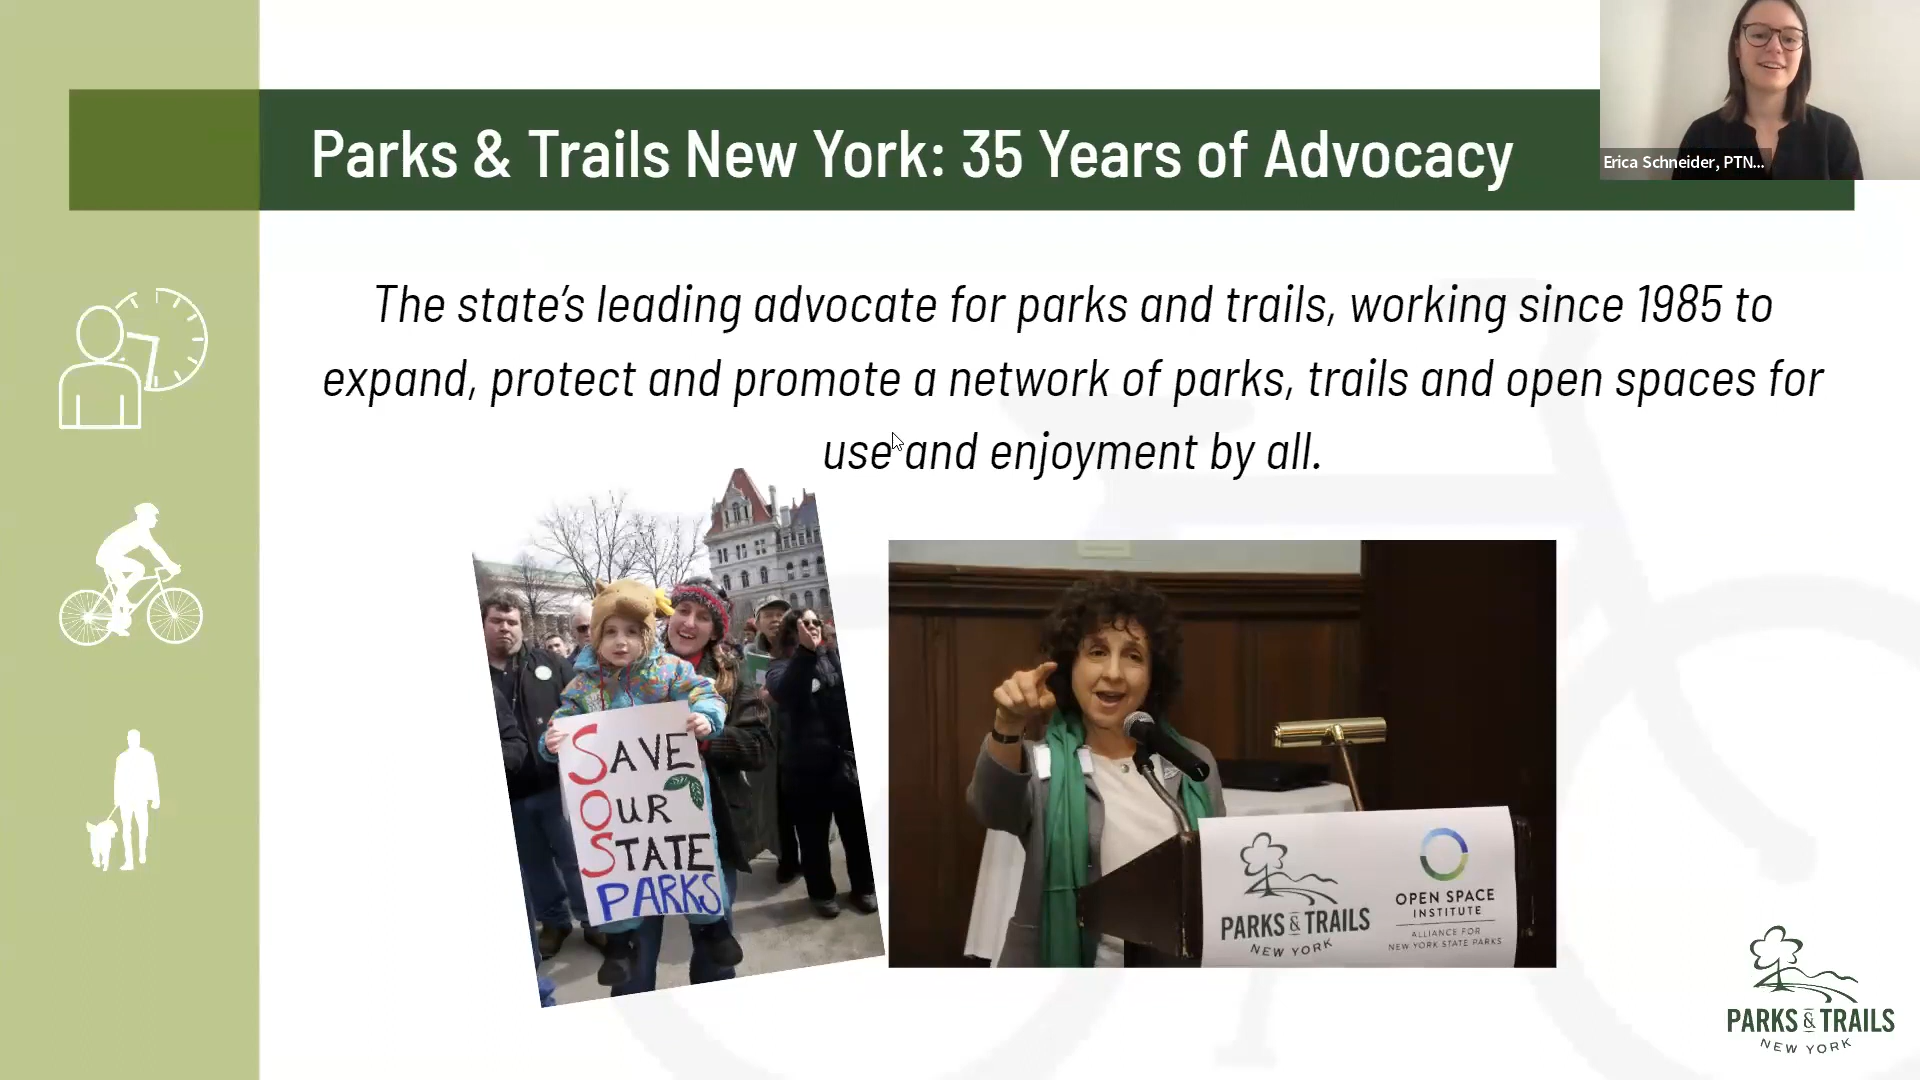 Parks & Trails New York: 35 Years of Advocacy
Erica Schneider, PTN...
The state’s leading advocate for parks and trails, working since 1985 to
expand, protect and promote a network of parks, trails and open spaces for
use and enjoyment by all.
SAVE
OUR
STATE
PARKS
PARKS & TRAILS
NEW YORK
OPEN SPACE
INSTITUTE
ALLIANCE FOR
NEW YORK STATE PARKS
PARKS & TRAILS
NEW YORK